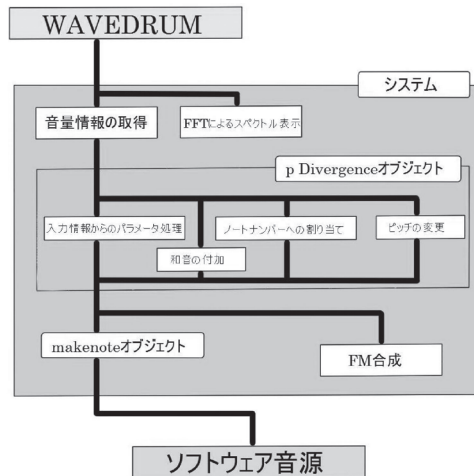 WAVEDRUM
システム
音量情報の取得
FFTによるスペクトル表示
p Divergenceオブジェクト
入力情報からのパラメータ処理
ノートナンバーへの割り当て
ピッチの変更
和音の付加
makenoteオブジェクト
FM合成
ソフトウェア音源